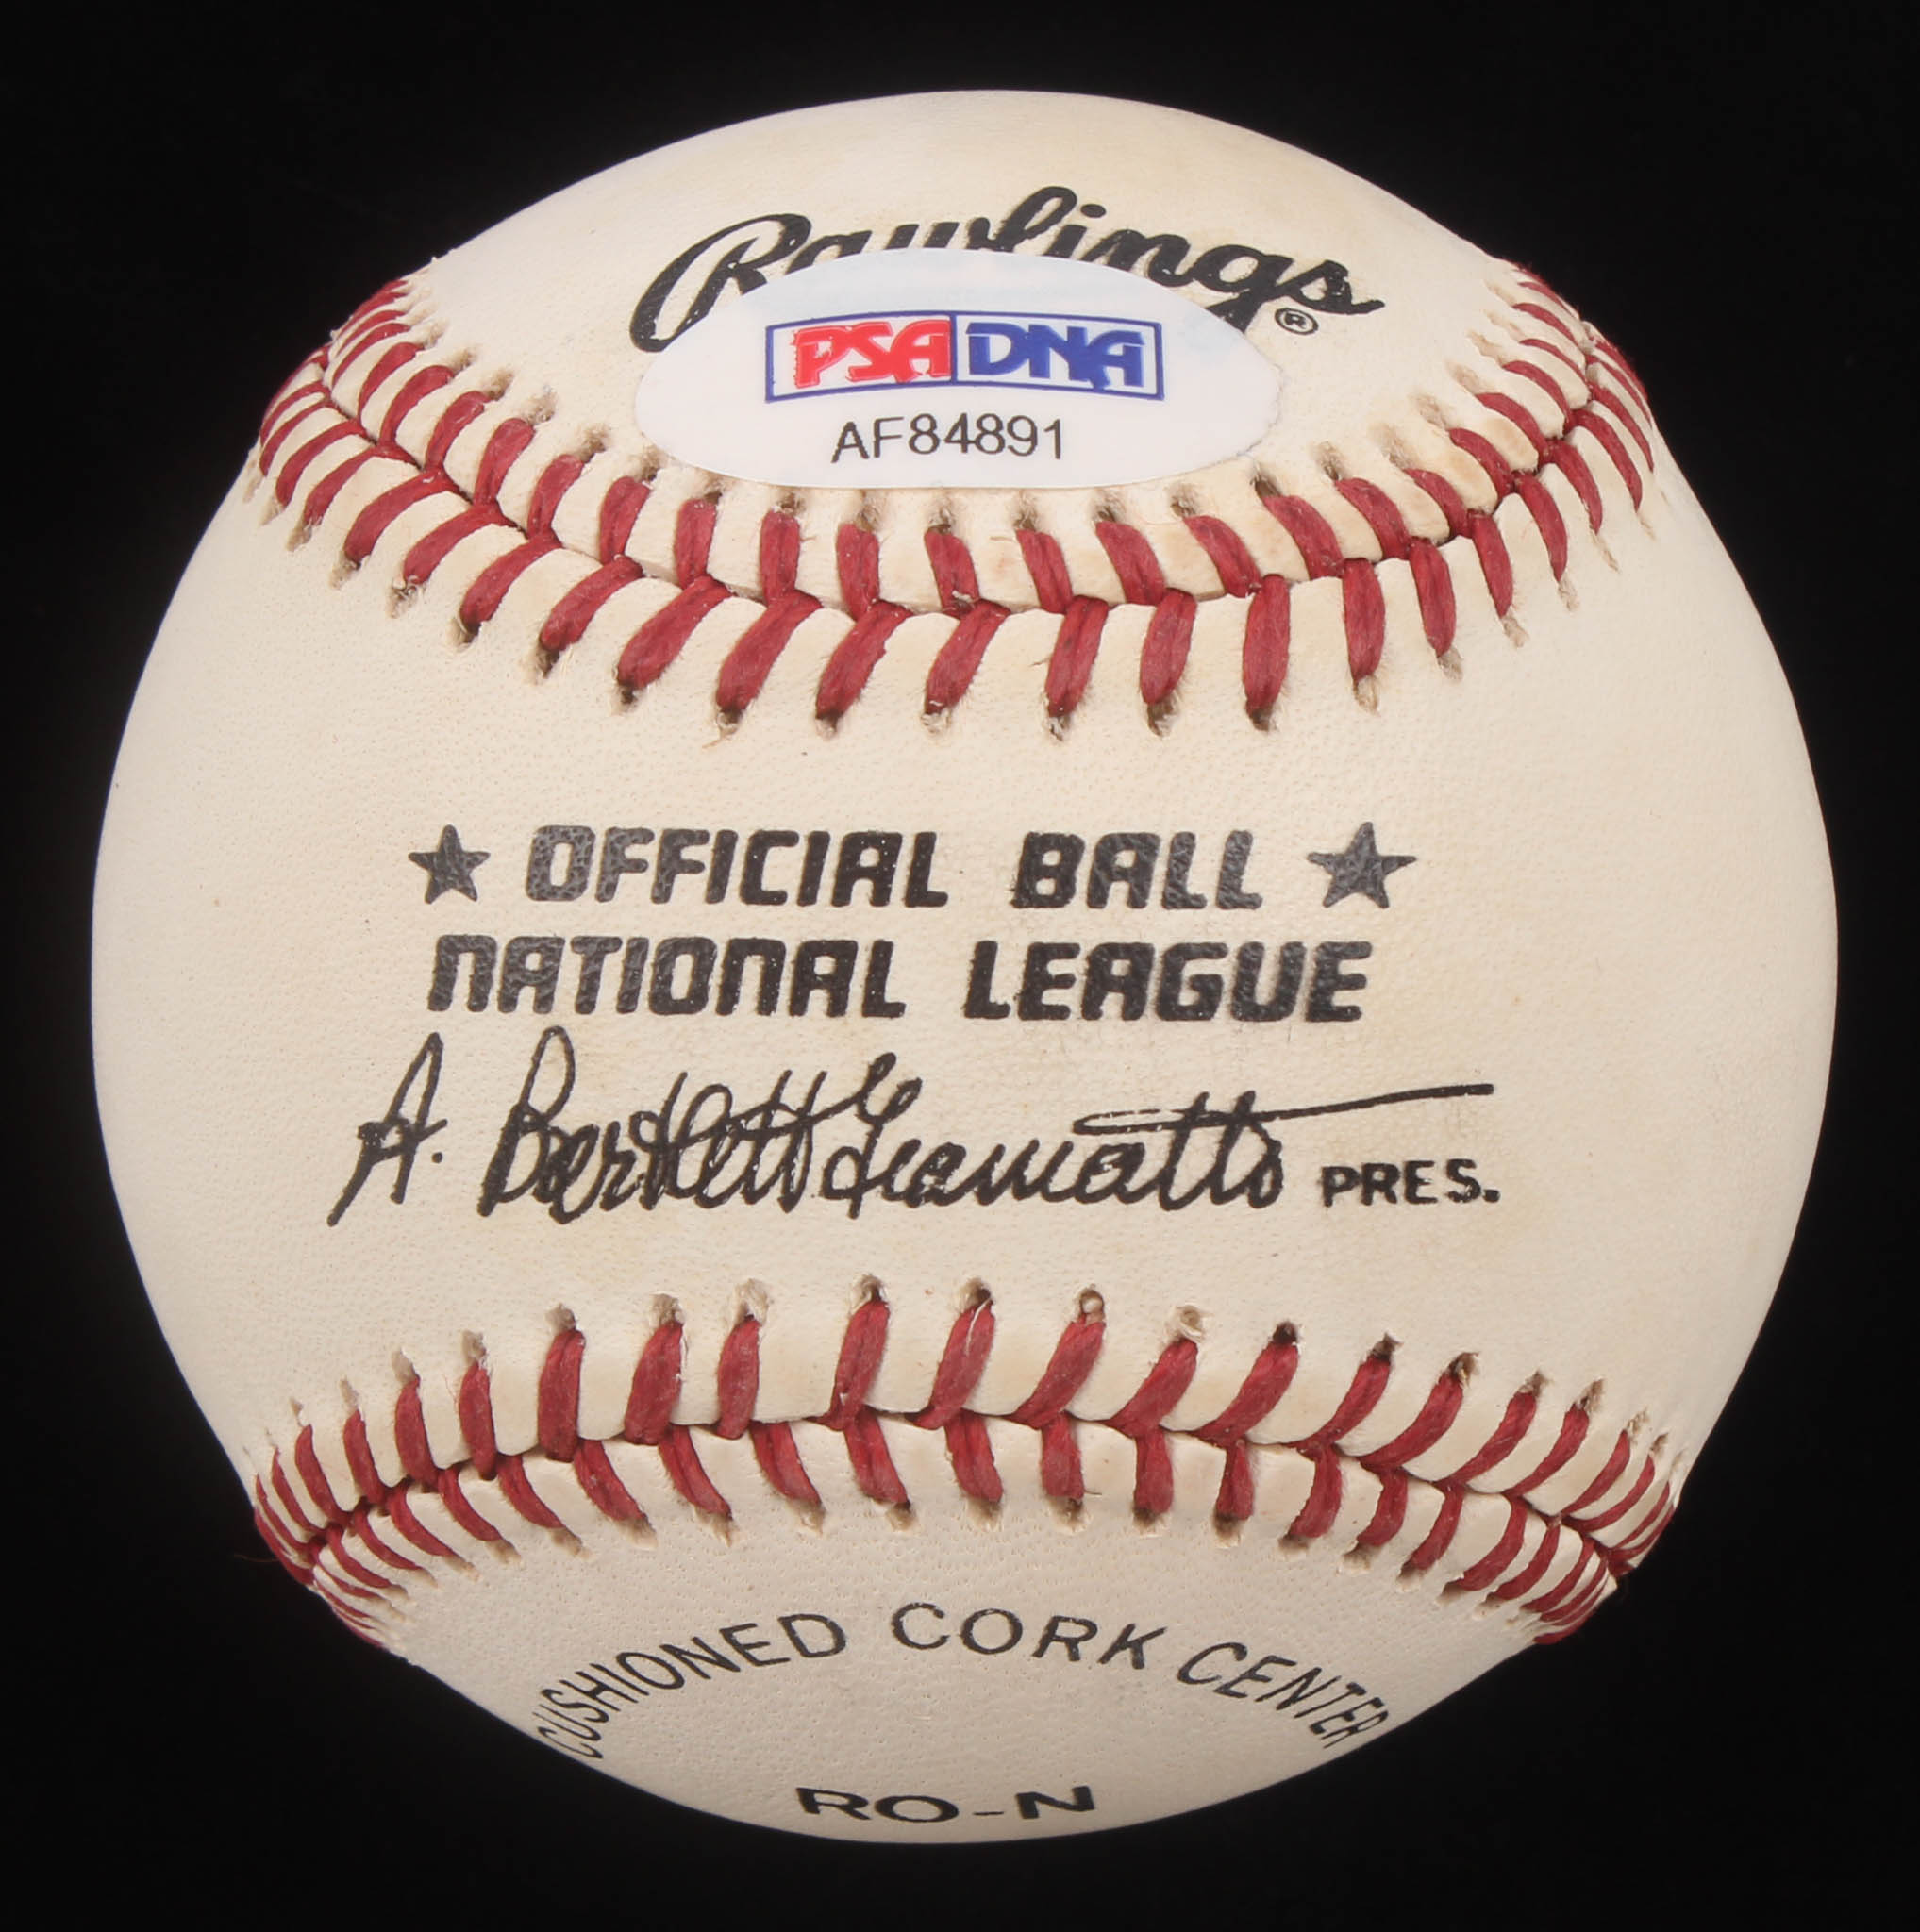 Rawlings ®
PSA DNA
AF84891
★ OFFICIAL BALL ★
NATIONAL LEAGUE
A. Bartlett Giamatti PRES.
CUSHIONED CORK CENTER
RO-N